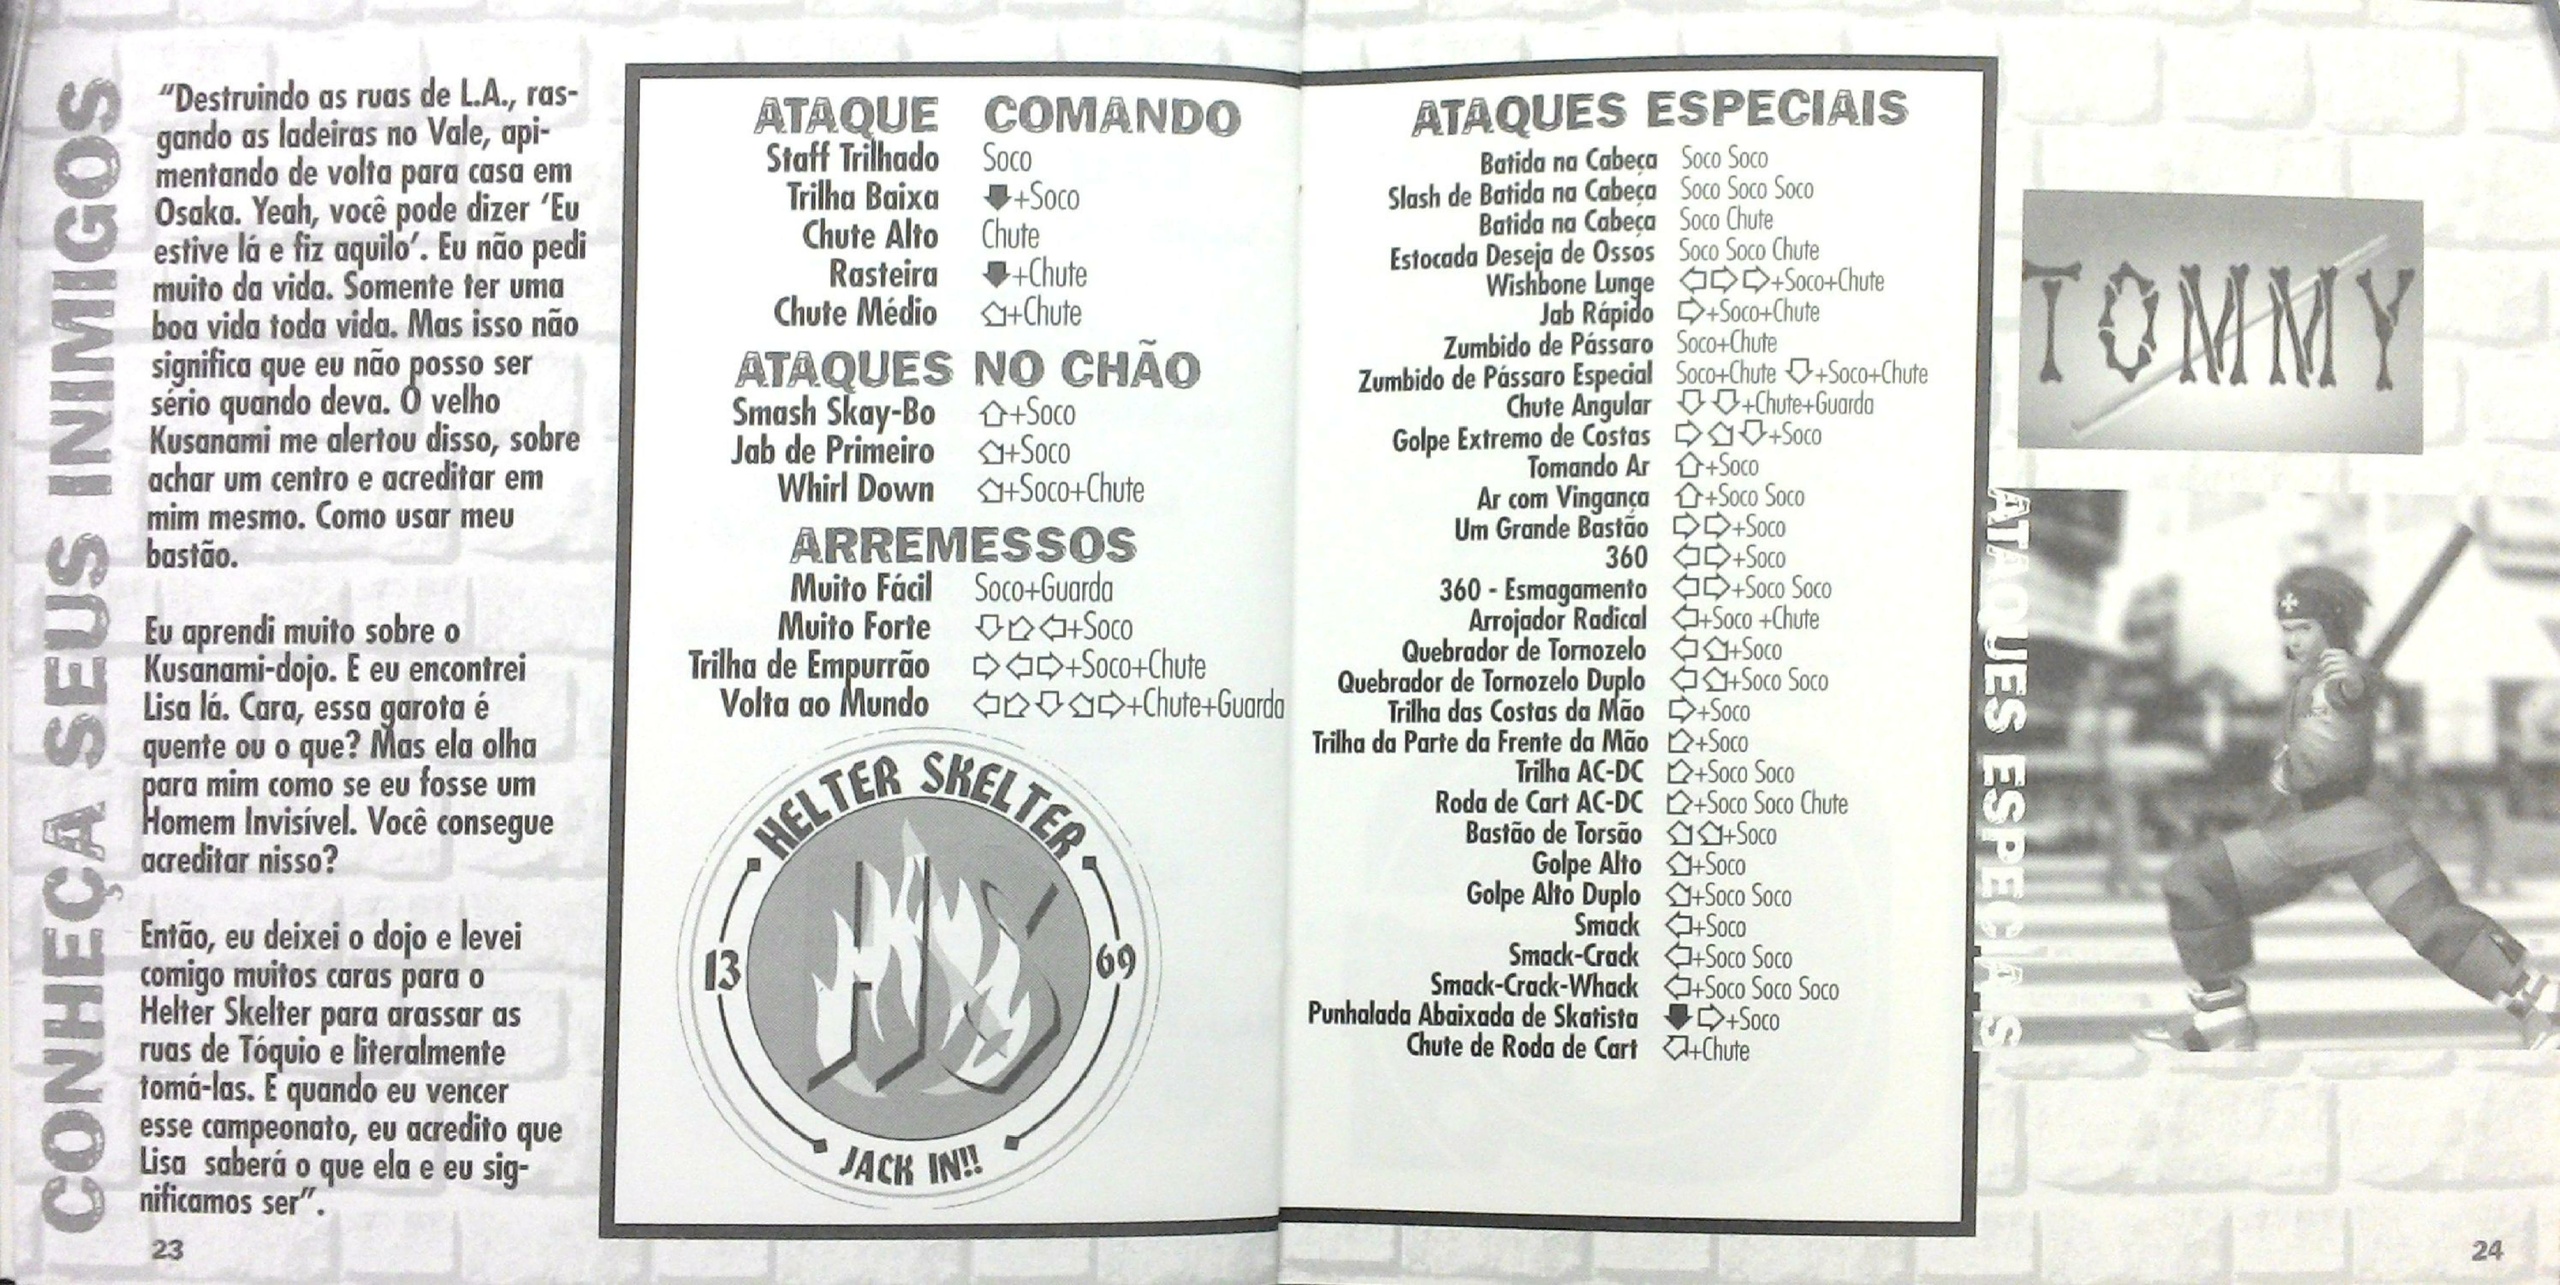 CONHEÇA SEUS INIMIGOS
“Destruindo as ruas de L.A., ras-
gando as ladeiras no Vale, api-
mentando de volta para casa em
Osaka. Yeah, você pode dizer ‘Eu
estive lá e fiz aquilo’. Eu não pedi
muito da vida. Somente ter uma
boa vida toda vida. Mas isso não
significa que eu não posso ser
sério quando deva. O velho
Kusanami me alertou disso, sobre
achar um centro e acreditar em
mim mesmo. Como usar meu
bastão.
Eu aprendi muito sobre o
Kusanami-dojo. E eu encontrei
Lisa lá. Cara, essa garota é
quente ou o que? Mas ela olha
para mim como se eu fosse um
Homem Invisível. Você consegue
acreditar nisso?
Então, eu deixei o dojo e levei
comigo muitos caras para o
Helter Skelter para arassar as
ruas de Tóquio e literalmente
tomá-las. E quando eu vencer
esse campeonato, eu acredito que
Lisa saberá o que ela e eu sig-
nificamos ser”.
23
ATAQUE COMANDO
Staff Trilhado Soco
Trilha Baixa 🡇+Soco
Chute Alto Chute
Rasteira 🡇+Chute
Chute Médio ⬂+Chute
ATAQUES NO CHÃO
Smash Skay-Bo ⇧+Soco
Jab de Primeiro ⬂+Soco
Whirl Down ⬂+Soco+Chute
ARREMESSOS
Muito Fácil Soco+Guarda
Muito Forte ⇩⬃⇦+Soco
Trilha de Empurrão ⇨⇦⇨+Soco+Chute
Volta ao Mundo ⇦⬃⇩⬂⇨+Chute+Guarda
HELTER SKELTER
HS
13
69
JACK IN!!
ATAQUES ESPECIAIS
Batida na Cabeça Soco Soco
Slash de Batida na Cabeça Soco Soco Soco
Batida na Cabeça Soco Chute
Estocada Deseja de Ossos Soco Soco Chute
Wishbone Lunge ⇦⇨⇨+Soco+Chute
Jab Rápido ⇨+Soco+Chute
Zumbido de Pássaro Soco+Chute
Zumbido de Pássaro Especial Soco+Chute ⇩+Soco+Chute
Chute Angular ⇩⇩+Chute+Guarda
Golpe Extremo de Costas ⇨⬂⇩+Soco
Tomando Ar ⇧+Soco
Ar com Vingança ⇧+Soco Soco
Um Grande Bastão ⇨⇨+Soco
360 ⇦⇨+Soco
360 - Esmagamento ⇦⇨+Soco Soco
Arrojador Radical ⇦+Soco +Chute
Quebrador de Tornozelo ⇦⬂+Soco
Quebrador de Tornozelo Duplo ⇦⬂+Soco Soco
Trilha das Costas da Mão ⇨+Soco
Trilha da Parte da Frente da Mão ⬃+Soco
Trilha AC-DC ⬃+Soco Soco
Roda de Cart AC-DC ⬃+Soco Soco Chute
Bastão de Torsão ⬂⬂+Soco
Golpe Alto ⬂+Soco
Golpe Alto Duplo ⬂+Soco Soco
Smack ⇦+Soco
Smack-Crack ⇦+Soco Soco
Smack-Crack-Whack ⇦+Soco Soco Soco
Punhalada Abaixada de Skatista 🡇⇨+Soco
Chute de Roda de Cart ⬀+Chute
TOMMY
ATAQUES ESPECIAIS
24